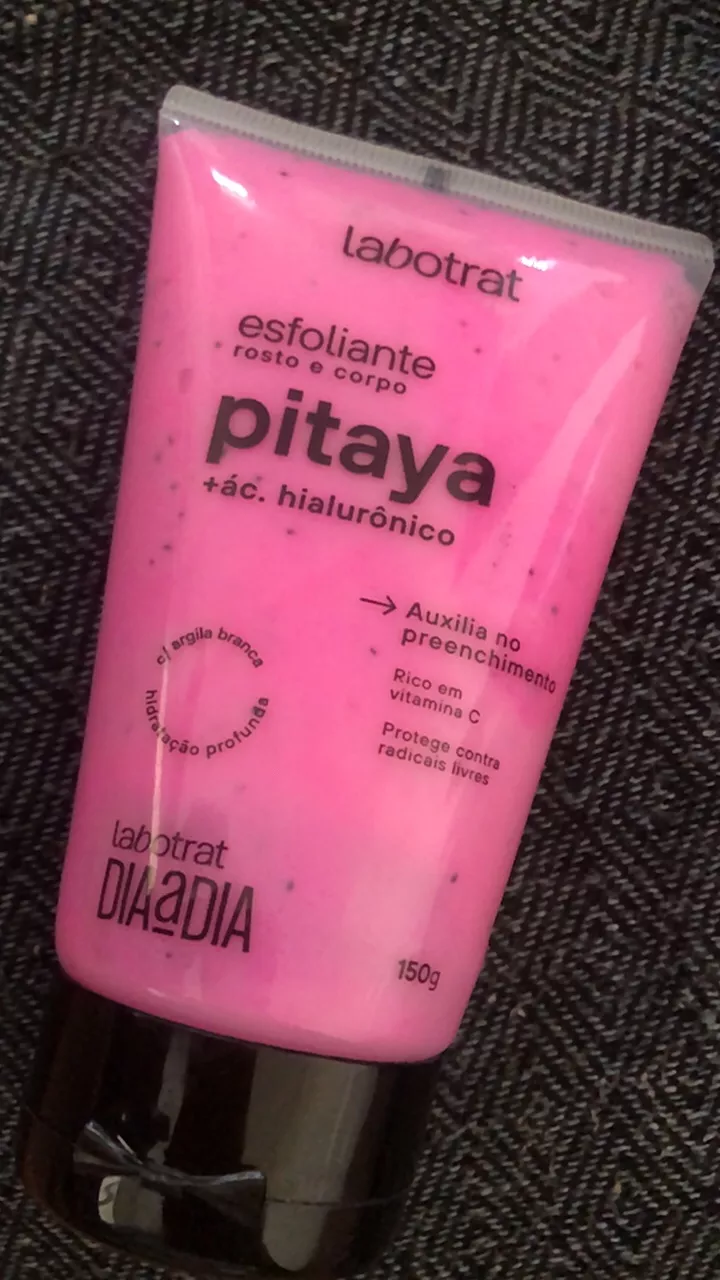 labotrat
esfoliante
rosto e corpo
pitaya
+ác. hialurônico
→ Auxilia no
preenchimento
Rico em
vitamina C
Protege contra
radicais livres
c/ argila branca
hidratação profunda
labotrat
DIAaDIA
150g